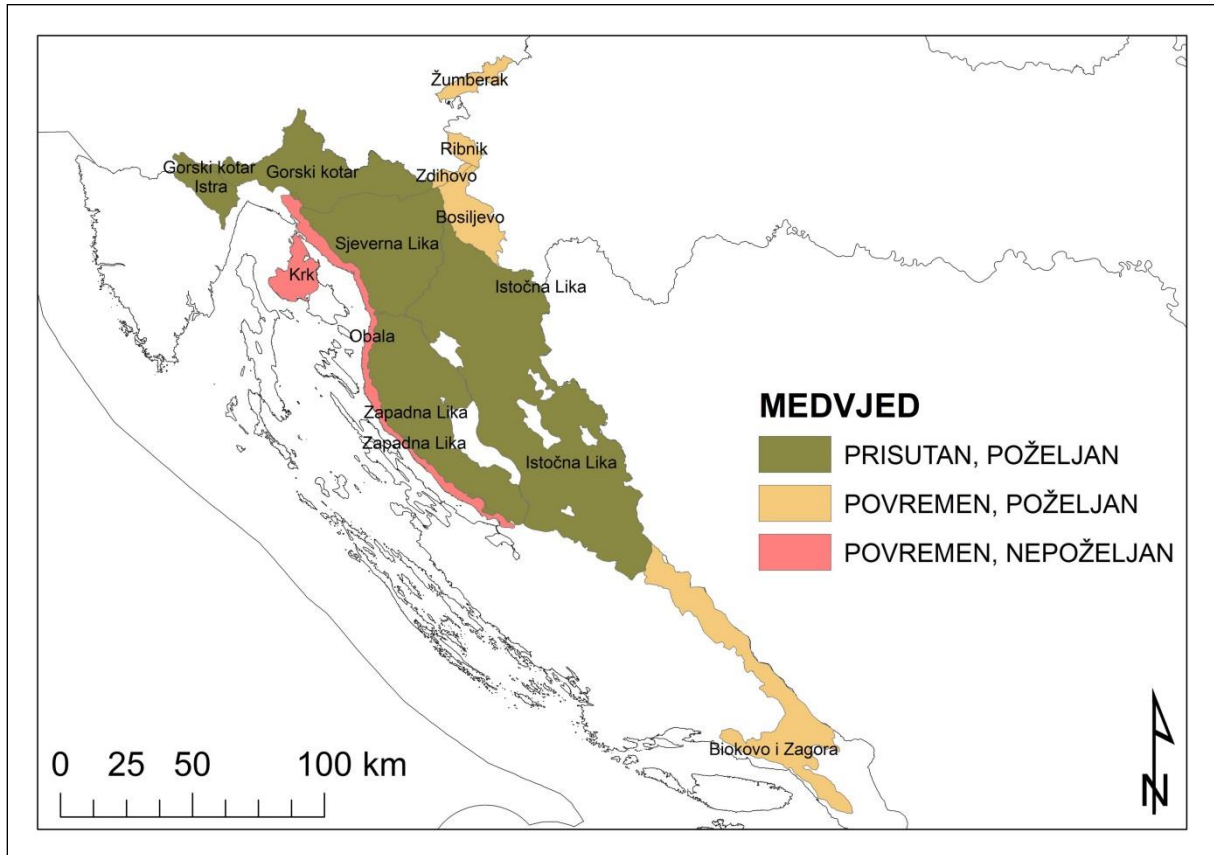 Žumberak
Ribnik
Zdihovo
Bosiljevo
Gorski kotar
Istra
Gorski kotar
Sjeverna Lika
Krk
Istočna Lika
Obala
Zapadna Lika
Zapadna Lika
Istočna Lika
Biokovo i Zagora
MEDVJED
PRISUTAN, POŽELJAN
POVREMEN, POŽELJAN
POVREMEN, NEPOŽELJAN
0 25 50 100 km
N